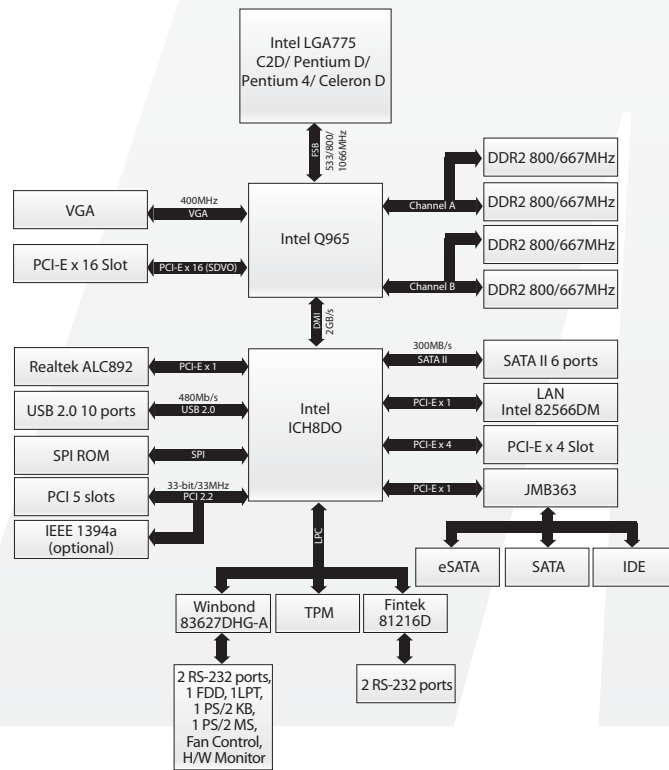 Intel LGA775
C2D/ Pentium D/
Pentium 4/ Celeron D
FSB
533/800/
1066MHz
DDR2 800/667MHz
Channel A
DDR2 800/667MHz
VGA
400MHz
VGA
Intel Q965
DDR2 800/667MHz
PCI-E x 16 Slot
PCI-E x 16 (SDVO)
Channel B
DDR2 800/667MHz
DMI
2GB/s
Realtek ALC892
PCI-E x 1
300MB/s
SATA II
SATA II 6 ports
USB 2.0 10 ports
480Mb/s
USB 2.0
Intel
ICH8DO
PCI-E x 1
LAN
Intel 82566DM
SPI ROM
SPI
PCI-E x 4
PCI-E x 4 Slot
PCI 5 slots
33-bit/33MHz
PCI 2.2
PCI-E x 1
JMB363
IEEE 1394a
(optional)
LPC
eSATA
SATA
IDE
Winbond
83627DHG-A
TPM
Fintek
81216D
2 RS-232 ports,
1 FDD, 1LPT,
1 PS/2 KB,
1 PS/2 MS,
Fan Control,
H/W Monitor
2 RS-232 ports